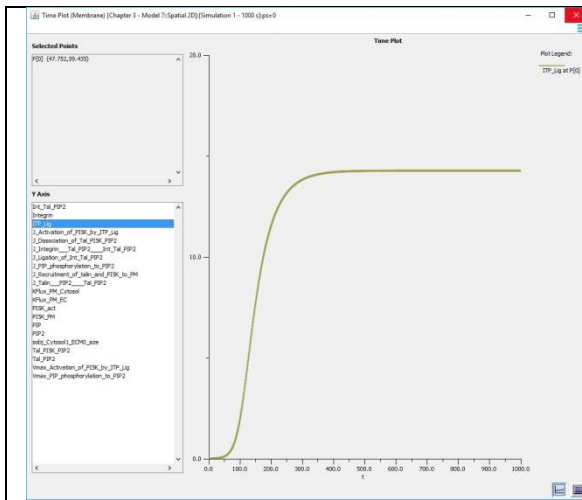 Time Plot (Membrane) [Chapter 3 - Model 7::Spatial 2D]:[Simulation 1 - 1000 s]:ps=0
Selected Points
P[0] (47.752,39.435)
Y Axis
Int_Tal_PIP2
Integrin
ITP_Lig
J_Activation_of_PI5K_by_ITP_Lig
J_Dissociation_of_Tal_PI5K_PIP2
J_Integrin___Tal_PIP2____Int_Tal_PIP2
J_Ligation_of_Int_Tal_PIP2
J_PIP_phosphorylation_to_PIP2
J_Recruitment_of_talin_and_PI5K_to_PM
J_Talin___PIP2____Tal_PIP2
KFlux_PM_Cytosol
KFlux_PM_EC
PI5K_act
PI5K_PM
PIP
PIP2
sobj_Cytosol1_ECM0_size
Tal_PI5K_PIP2
Tal_PIP2
Vmax_Activation_of_PI5K_by_ITP_Lig
Vmax_PIP_phosphorylation_to_PIP2
Time Plot
20.0
10.0
0.0
0.0 100.0 200.0 300.0 400.0 500.0 600.0 700.0 800.0 900.0 1000.0
t
Plot Legend:
ITP_Lig at P[0]